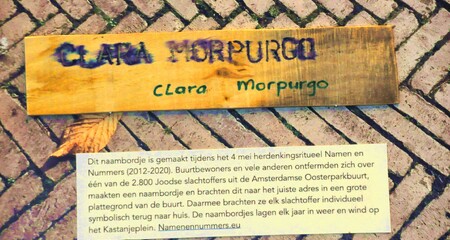 CLARA MORPURGO
Clara Morpurgo
Dit naambordje is gemaakt tijdens het 4 mei herdenkingsritueel Namen en
Nummers (2012-2020). Buurtbewoners en vele anderen ontfermden zich over
één van de 2.800 Joodse slachtoffers uit de Amsterdamse Oosterparkbuurt,
maakten een naambordje en brachten dit naar het juiste adres in een grote
plattegrond van de buurt. Daarmee brachten ze elk slachtoffer individueel
symbolisch terug naar huis. De naambordjes lagen elk jaar in weer en wind op
het Kastanjeplein. Namenennummers.eu